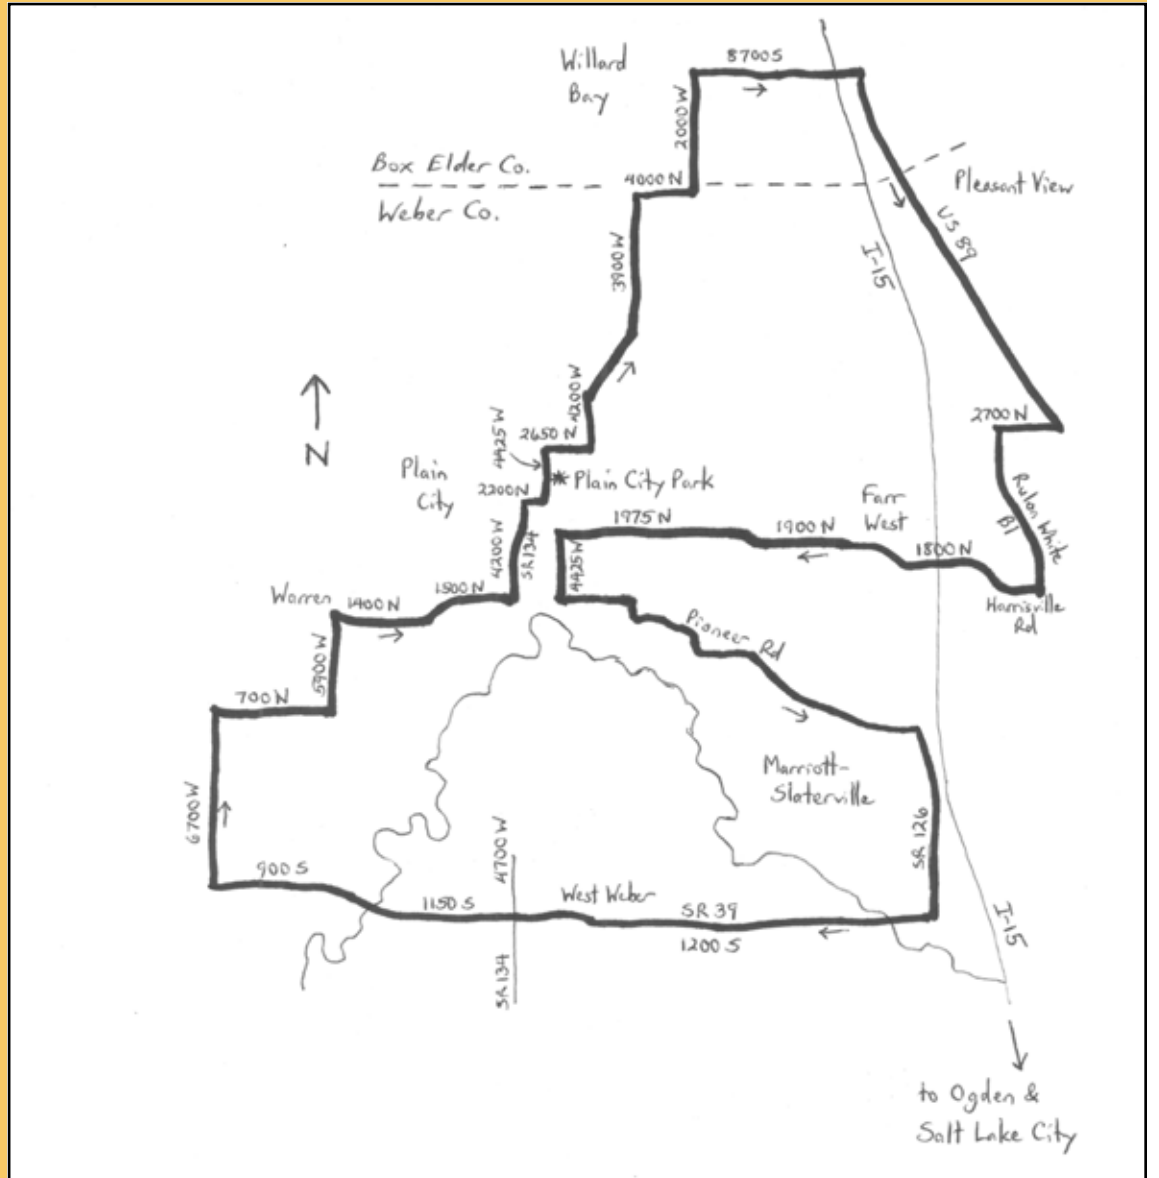 Willard
Bay
8700 S
2000 W
Box Elder Co.
4000 N
Weber Co.
Pleasant View
US 89
3900 W
I-15
N
4200 W
4425 W
2650 N
2700 N
Plain
City
Plain City Park
2200 N
Farr
West
Rulon White
Bl
1975 N
1900 N
1800 N
4200 W
SR 134
4425 W
Warren
1400 N
1500 N
Harrisville
Rd
Pioneer Rd
5900 W
700 N
Marriott-
Slaterville
6700 W
SR 126
900 S
4700 W
1150 S
West Weber
SR 39
1200 S
SR 134
I-15
to Ogden &
Salt Lake City